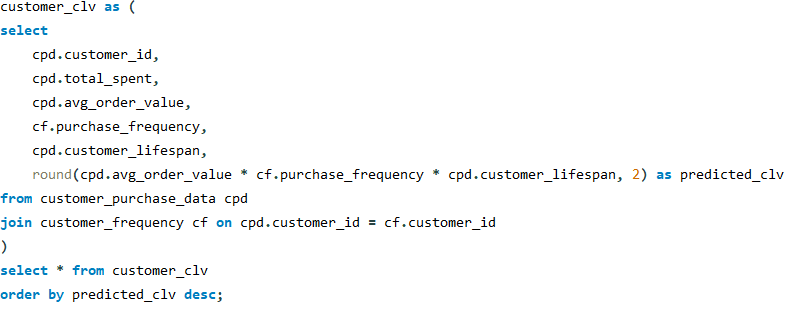 customer_clv as (
select
    cpd.customer_id,
    cpd.total_spent,
    cpd.avg_order_value,
    cf.purchase_frequency,
    cpd.customer_lifespan,
    round(cpd.avg_order_value * cf.purchase_frequency * cpd.customer_lifespan, 2) as predicted_clv
from customer_purchase_data cpd
join customer_frequency cf on cpd.customer_id = cf.customer_id
)
select * from customer_clv
order by predicted_clv desc;